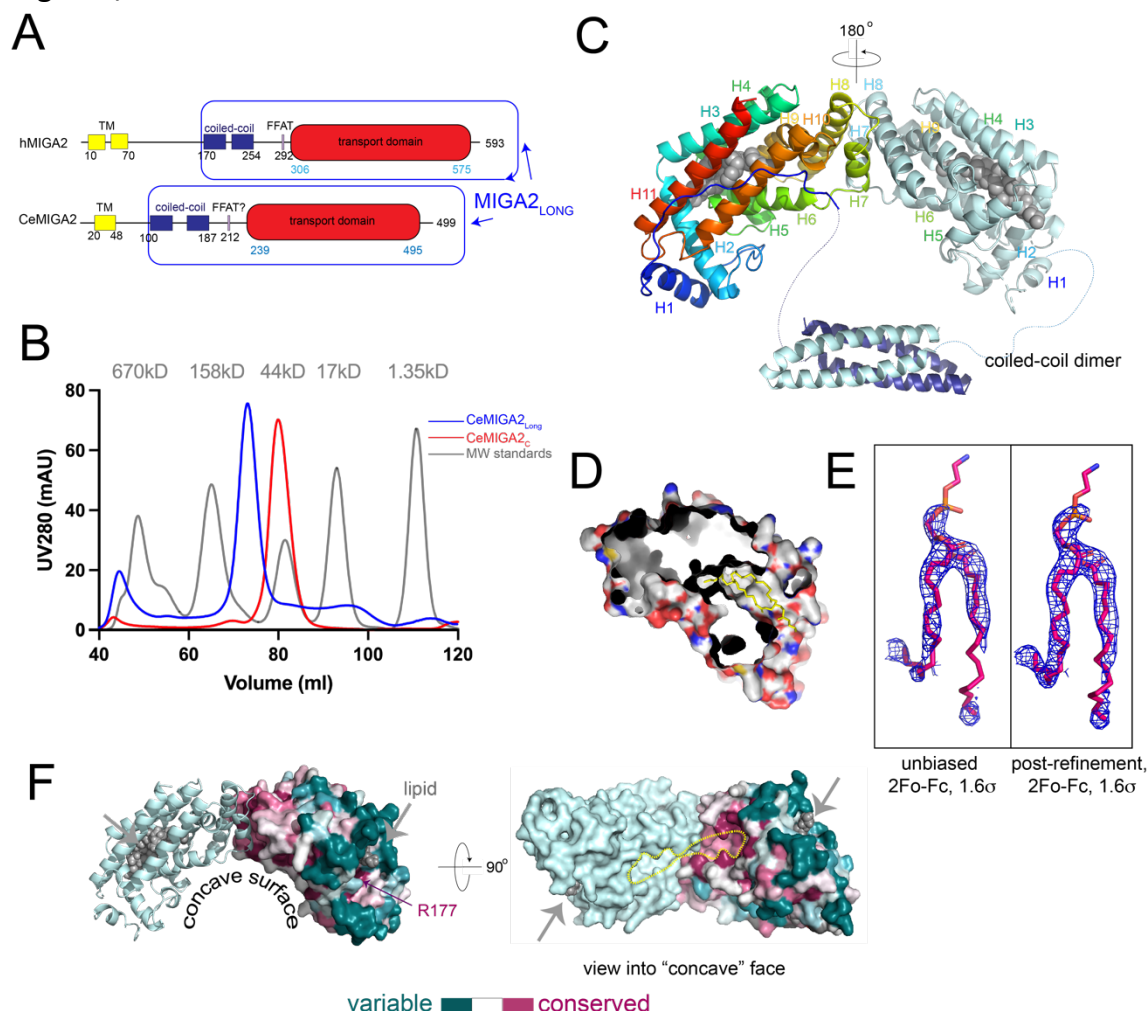 A
TM
coiled-coil
FFAT
hMIGA2
transport domain
593
10
70
170
254
292
306
575
MIGA2LONG
TM
coiled-coil
FFAT?
CeMIGA2
transport domain
499
20
48
100
187
212
239
495
B
670kD 158kD 44kD 17kD 1.35kD
UV280 (mAU)
80
60
40
20
0
40 60 80 100 120
Volume (ml)
CeMIGA2Long
CeMIGA2C
MW standards
C
180°
H4
H3
H8
H8
H9
H10
H7
H4
H3
H11
H6
H7
H6
H5
H5
H2
H2
H1
H1
coiled-coil dimer
D
E
unbiased
2Fo-Fc, 1.6σ
post-refinement,
2Fo-Fc, 1.6σ
F
lipid
concave surface
R177
90°
view into “concave” face
variable
conserved